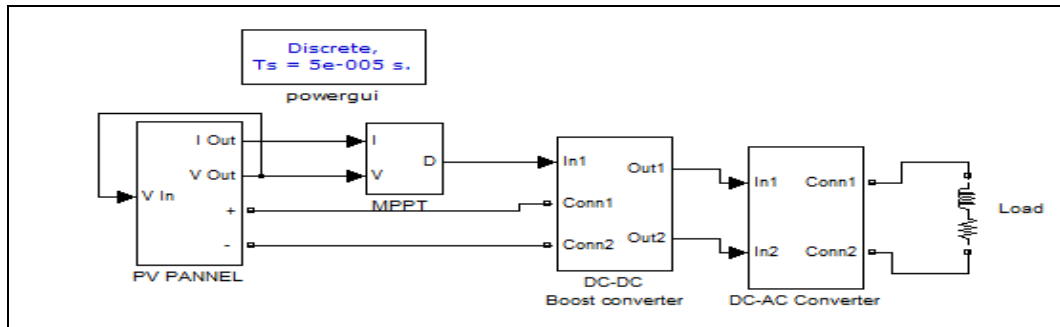 Discrete,
Ts = 5e-005 s.
powergui
I Out
V Out
V In
+
-
PV PANNEL
I
V
D
MPPT
In1
Conn1
Conn2
Out1
Out2
DC-DC
Boost converter
In1
In2
Conn1
Conn2
DC-AC Converter
Load